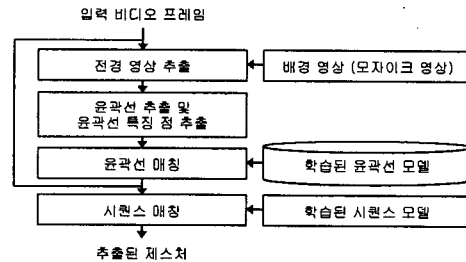 입력 비디오 프레임
전경 영상 추출
배경 영상 (모자이크 영상)
윤곽선 추출 및
윤곽선 특징 점 추출
윤곽선 매칭
학습된 윤곽선 모델
시퀀스 매칭
학습된 시퀀스 모델
추출된 제스처